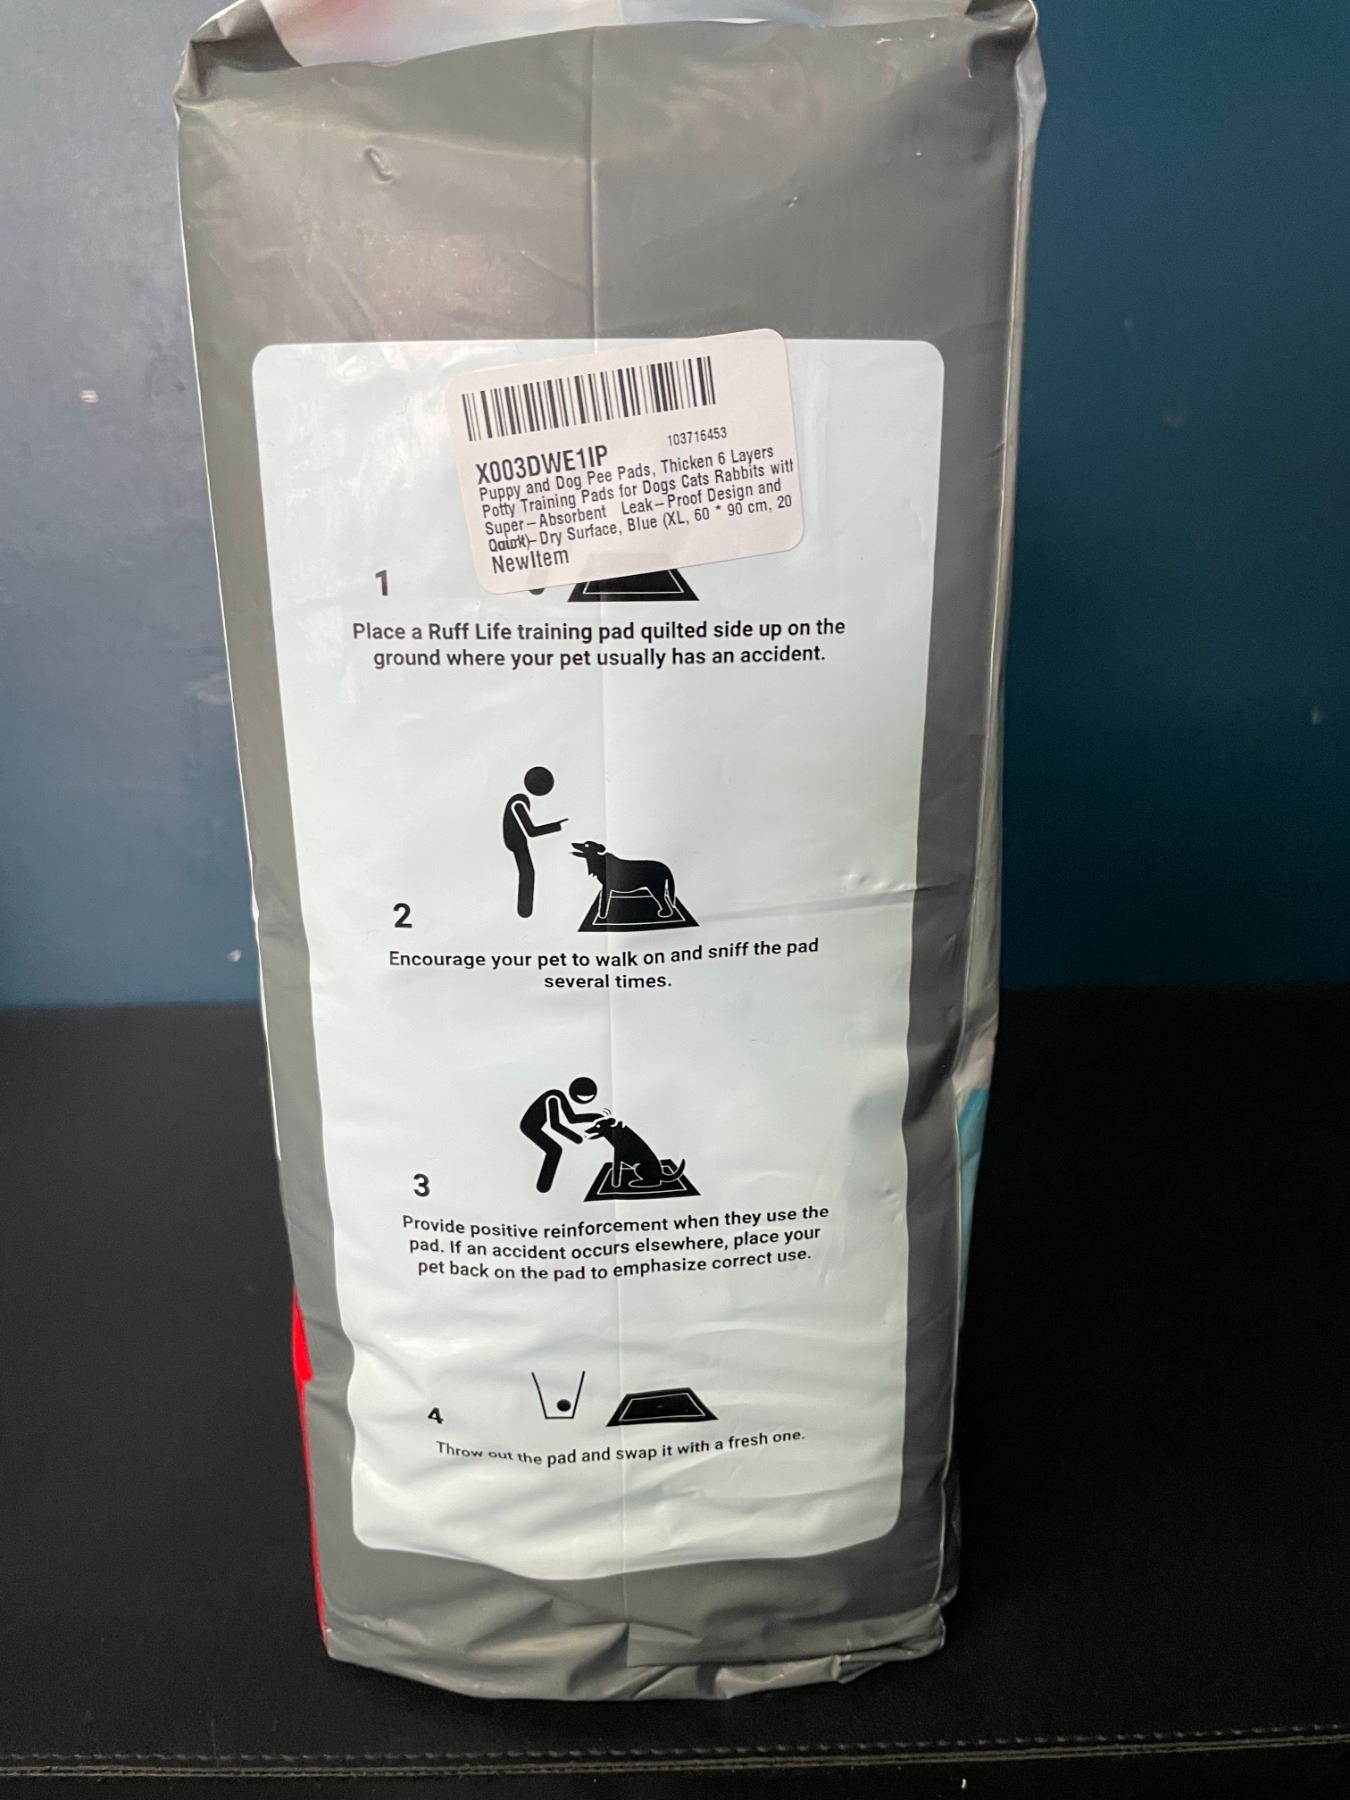 103716453
X003DWE1IP
Puppy and Dog Pee Pads, Thicken 6 Layers
Potty Training Pads for Dogs Cats Rabbits with
Super-Absorbent Leak-Proof Design and
Dry Surface, Blue (XL, 60 * 90 cm, 20
NewItem
1
Place a Ruff Life training pad quilted side up on the
ground where your pet usually has an accident.
2
Encourage your pet to walk on and sniff the pad
several times.
3
Provide positive reinforcement when they use the
pad. If an accident occurs elsewhere, place your
pet back on the pad to emphasize correct use.
4
Throw out the pad and swap it with a fresh one.